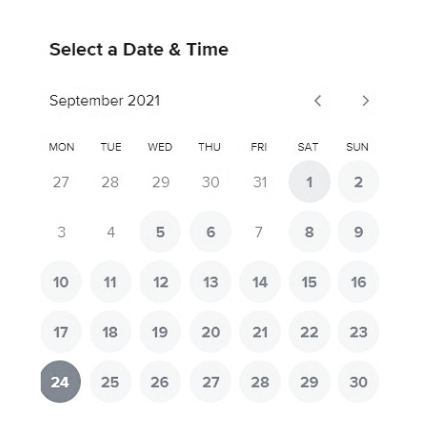 Select a Date & Time
September 2021
MON TUE WED THU FRI SAT SUN
27 28 29 30 31 1 2
3 4 5 6 7 8 9
10 11 12 13 14 15 16
17 18 19 20 21 22 23
24 25 26 27 28 29 30